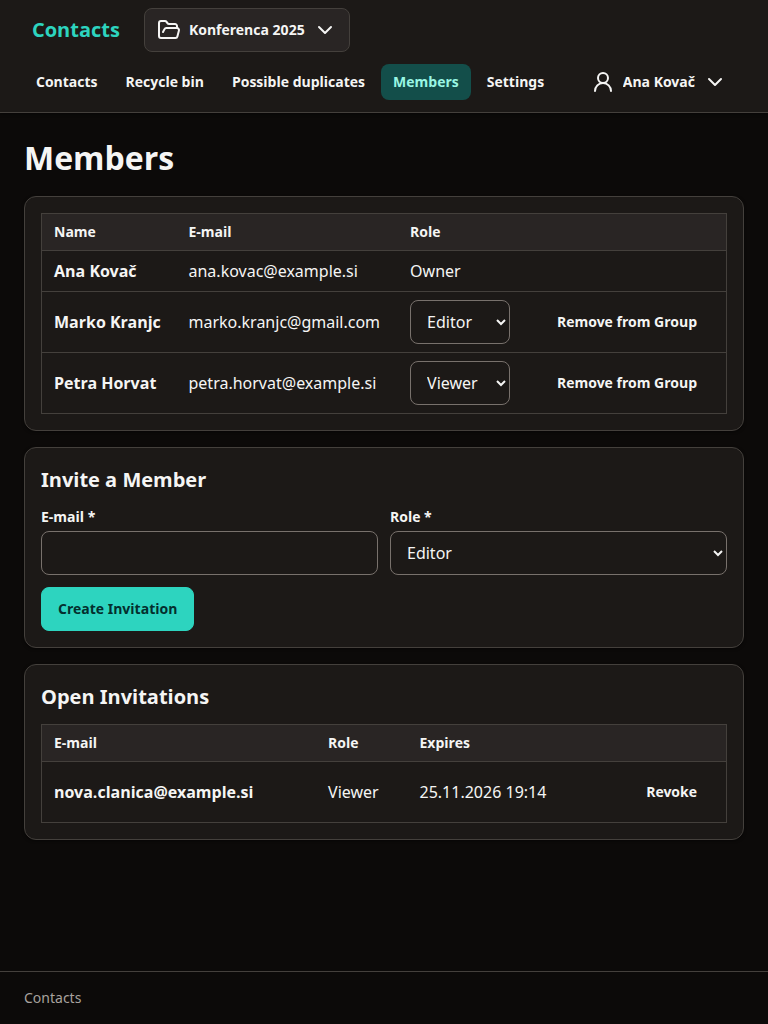 Contacts Konferenca 2025
Contacts Recycle bin Possible duplicates Members Settings Ana Kovač
Members
Name E-mail Role
Ana Kovač ana.kovac@example.si Owner
Marko Kranjc marko.kranjc@gmail.com Editor Remove from Group
Petra Horvat petra.horvat@example.si Viewer Remove from Group
Invite a Member
E-mail * Role *
Editor
Create Invitation
Open Invitations
E-mail Role Expires
nova.clanica@example.si Viewer 25.11.2026 19:14 Revoke
Contacts